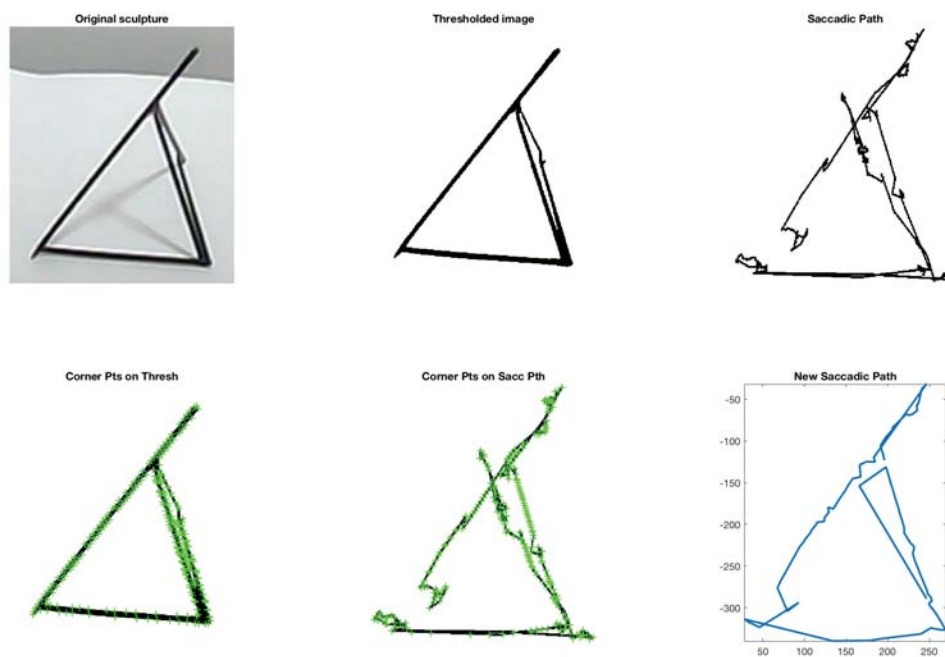 Original sculpture
Thresholded image
Saccadic Path
Corner Pts on Thresh
Corner Pts on Sacc Pth
New Saccadic Path
-50
-100
-150
-200
-250
-300
50
100
150
200
250